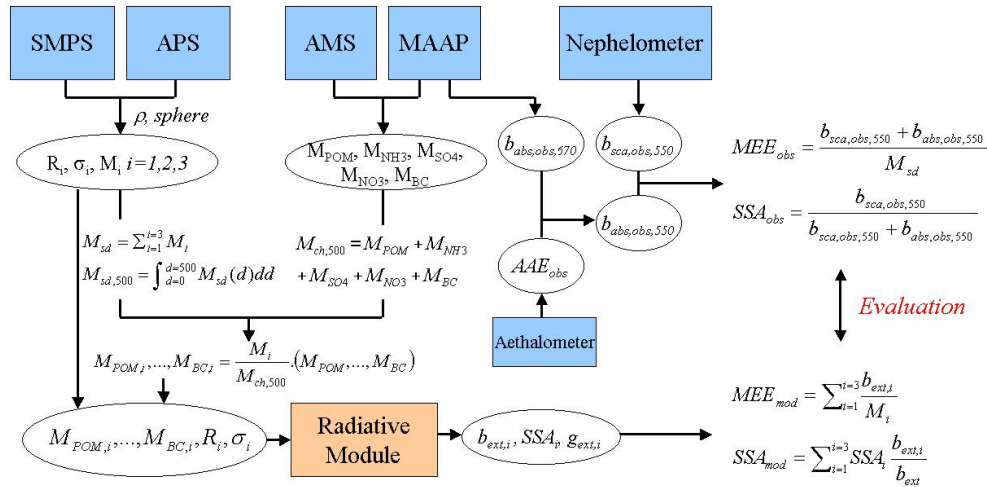 SMPS
APS
AMS
MAAP
Nephelometer
ρ, sphere
R_i, σ_i, M_i i=1,2,3
M_POM, M_NH3, M_SO4,
M_NO3, M_BC
b_abs,obs,570
b_sca,obs,550
MEE_obs = (b_sca,obs,550 + b_abs,obs,550) / M_sd
SSA_obs = b_sca,obs,550 / (b_sca,obs,550 + b_abs,obs,550)
b_abs,obs,550
AAE_obs
Aethalometer
M_sd = ∑_{i=1}^{i=3} M_i
M_sd,500 = ∫_{d=0}^{d=500} M_sd (d)dd
M_ch,500 = M_POM + M_NH3
+ M_SO4 + M_NO3 + M_BC
Evaluation
M_POM,i,...,M_BC,i = M_i / M_ch,500 .(M_POM,...,M_BC)
M_POM,i,...,M_BC,i, R_i, σ_i
Radiative
Module
b_ext,i, SSA_i, g_ext,i
MEE_mod = ∑_{i=1}^{i=3} b_ext,i / M_i
SSA_mod = ∑_{i=1}^{i=3} SSA_i b_ext,i / b_ext